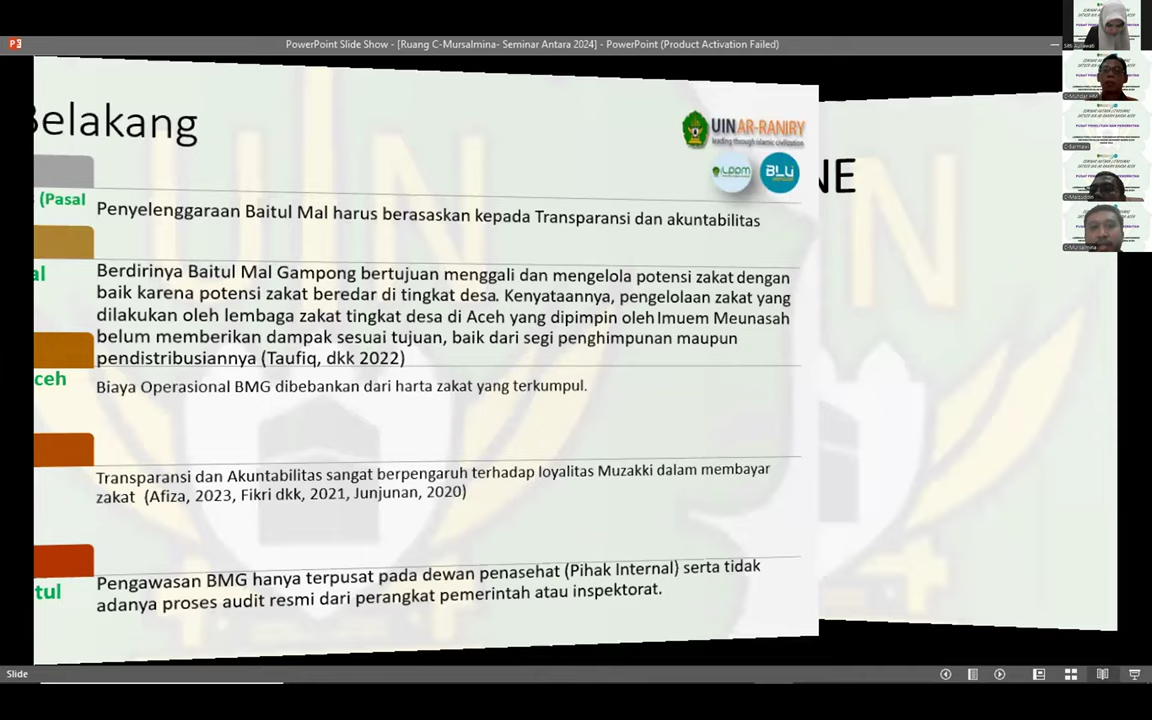 PowerPoint Slide Show - [Ruang C-Mursalmina- Seminar Antara 2024] - PowerPoint (Product Activation Failed)
Belakang
UIN AR-RANIRY
leading through islamic civilization
LPPM
BLU
NE
(Pasal
Penyelenggaraan Baitul Mal harus berasaskan kepada Transparansi dan akuntabilitas
al
Berdirinya Baitul Mal Gampong bertujuan menggali dan mengelola potensi zakat dengan
baik karena potensi zakat beredar di tingkat desa. Kenyataannya, pengelolaan zakat yang
dilakukan oleh lembaga zakat tingkat desa di Aceh yang dipimpin oleh Imuem Meunasah
belum memberikan dampak sesuai tujuan, baik dari segi penghimpunan maupun
pendistribusiannya (Taufiq, dkk 2022)
ceh
Biaya Operasional BMG dibebankan dari harta zakat yang terkumpul.
Transparansi dan Akuntabilitas sangat berpengaruh terhadap loyalitas Muzakki dalam membayar
zakat (Afiza, 2023, Fikri dkk, 2021, Junjunan, 2020)
tul
Pengawasan BMG hanya terpusat pada dewan penasehat (Pihak Internal) serta tidak
adanya proses audit resmi dari perangkat pemerintah atau inspektorat.
Slide
C-Mursalmina